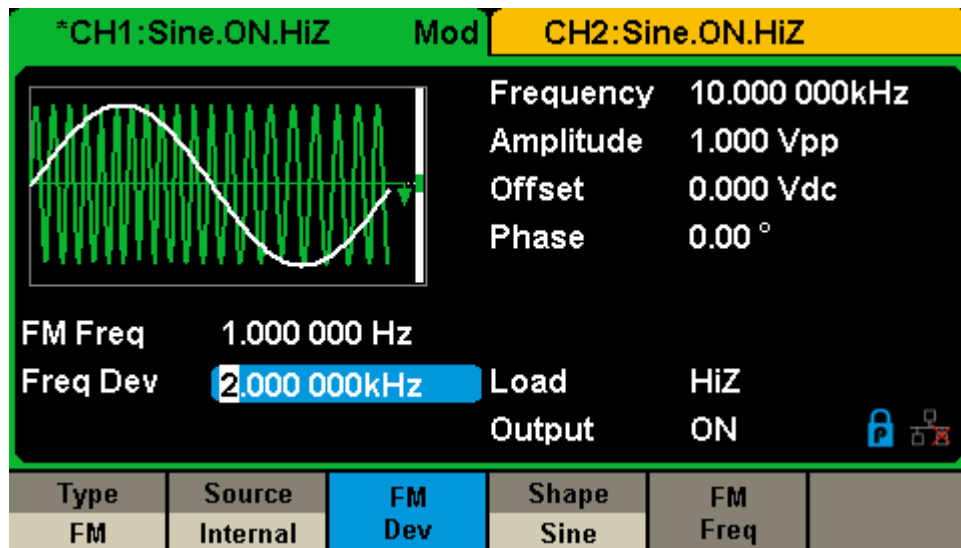 *CH1:Sine.ON.HiZ Mod CH2:Sine.ON.HiZ
Frequency 10.000 000kHz
Amplitude 1.000 Vpp
Offset 0.000 Vdc
Phase 0.00 °
FM Freq 1.000 000 Hz
Freq Dev 2.000 000kHz Load HiZ
Output ON P
Type Source FM Shape FM
FM Internal Dev Sine Freq